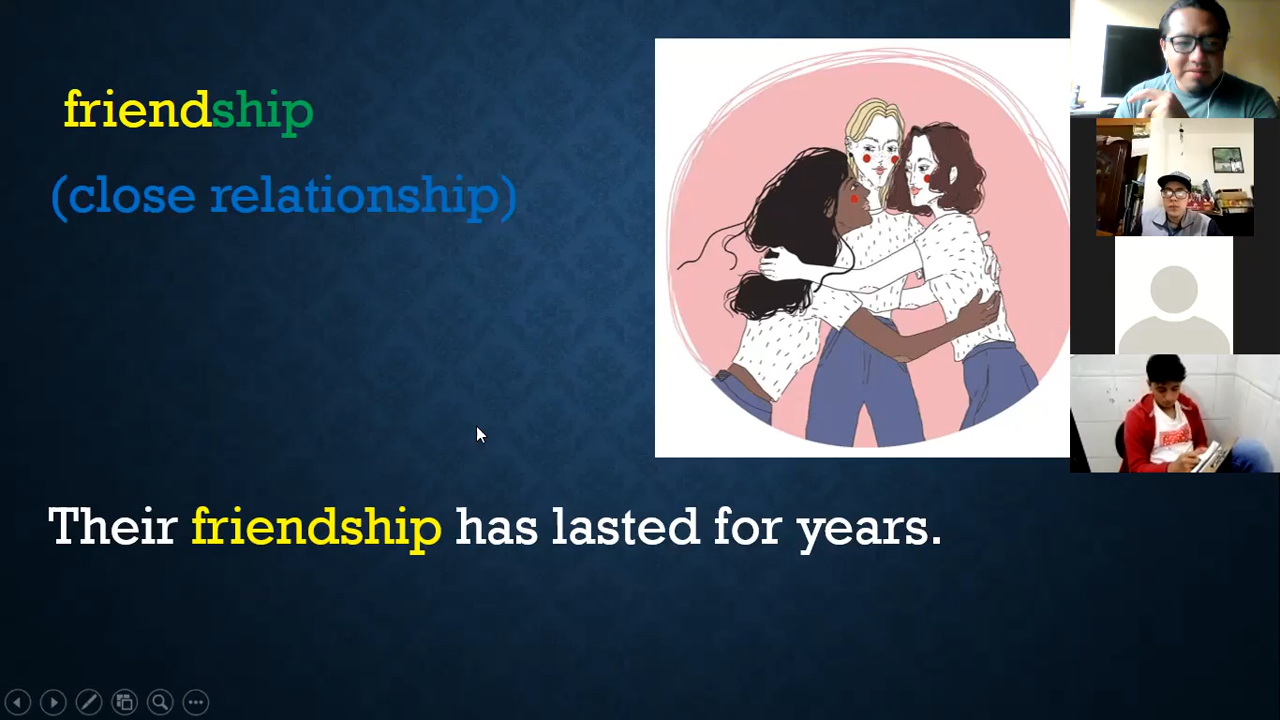 friendship
(close relationship)
Their friendship has lasted for years.